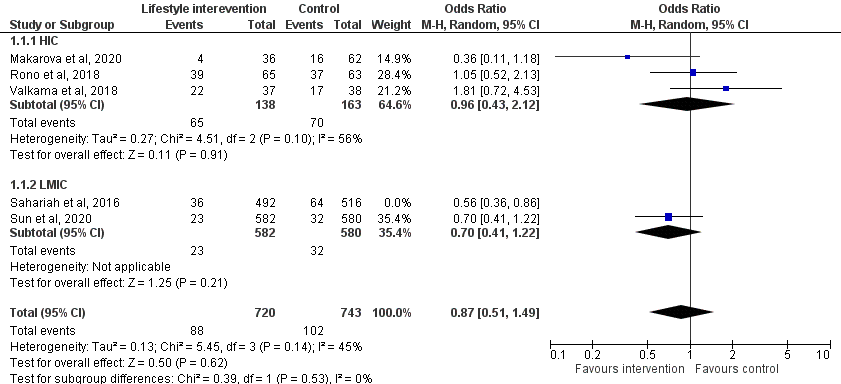 Lifestyle interevention Control Odds Ratio Odds Ratio
Study or Subgroup Events Total Events Total Weight M-H, Random, 95% CI M-H, Random, 95% CI
1.1.1 HIC
Makarova et al, 2020 4 36 16 62 14.9% 0.36 [0.11, 1.18]
Rono et al, 2018 39 65 37 63 28.4% 1.05 [0.52, 2.13]
Valkama et al, 2018 22 37 17 38 21.2% 1.81 [0.72, 4.53]
Subtotal (95% CI) 138 163 64.6% 0.96 [0.43, 2.12]
Total events 65 70
Heterogeneity: Tau² = 0.27; Chi² = 4.51, df = 2 (P = 0.10); I² = 56%
Test for overall effect: Z = 0.11 (P = 0.91)
1.1.2 LMIC
Sahariah et al, 2016 36 492 64 516 0.0% 0.56 [0.36, 0.86]
Sun et al, 2020 23 582 32 580 35.4% 0.70 [0.41, 1.22]
Subtotal (95% CI) 582 580 35.4% 0.70 [0.41, 1.22]
Total events 23 32
Heterogeneity: Not applicable
Test for overall effect: Z = 1.25 (P = 0.21)
Total (95% CI) 720 743 100.0% 0.87 [0.51, 1.49]
Total events 88 102
Heterogeneity: Tau² = 0.13; Chi² = 5.45, df = 3 (P = 0.14); I² = 45%
Test for overall effect: Z = 0.50 (P = 0.62)
Test for subgroup differences: Chi² = 0.39, df = 1 (P = 0.53), I² = 0%
0.1 0.2 0.5 1 2 5 10
Favours intervention Favours control